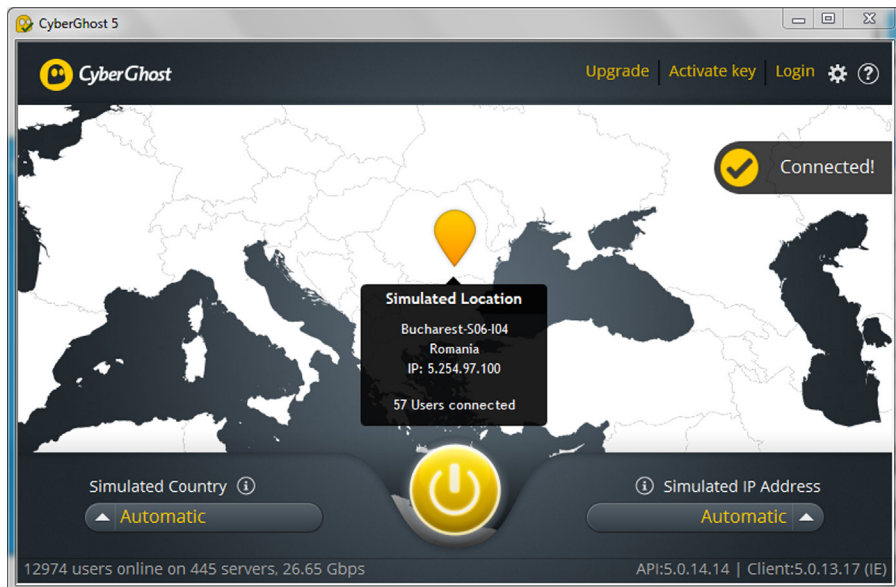 CyberGhost 5
CyberGhost
Upgrade
Activate key
Login
Connected!
Simulated Location
Bucharest-S06-I04
Romania
IP: 5.254.97.100
57 Users connected
Simulated Country
Automatic
Simulated IP Address
Automatic
12974 users online on 445 servers, 26.65 Gbps
API:5.0.14.14 | Client:5.0.13.17 (IE)